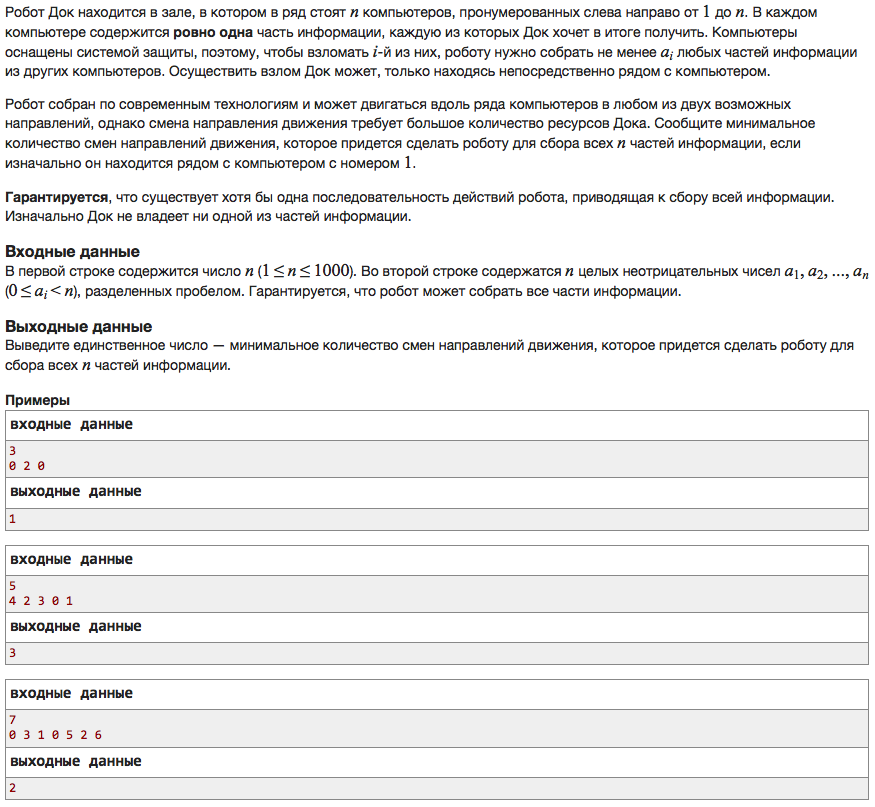 Робот Док находится в зале, в котором в ряд стоят n компьютеров, пронумерованных слева направо от 1 до n. В каждом
компьютере содержится ровно одна часть информации, каждую из которых Док хочет в итоге получить. Компьютеры
оснащены системой защиты, поэтому, чтобы взломать i-й из них, роботу нужно собрать не менее aᵢ любых частей информации
из других компьютеров. Осуществить взлом Док может, только находясь непосредственно рядом с компьютером.
Робот собран по современным технологиям и может двигаться вдоль ряда компьютеров в любом из двух возможных
направлений, однако смена направления движения требует большое количество ресурсов Дока. Сообщите минимальное
количество смен направлений движения, которое придется сделать роботу для сбора всех n частей информации, если
изначально он находится рядом с компьютером с номером 1.
Гарантируется, что существует хотя бы одна последовательность действий робота, приводящая к сбору всей информации.
Изначально Док не владеет ни одной из частей информации.
Входные данные
В первой строке содержится число n (1 ≤ n ≤ 1000). Во второй строке содержатся n целых неотрицательных чисел a₁, a₂, ..., aₙ
(0 ≤ aᵢ < n), разделенных пробелом. Гарантируется, что робот может собрать все части информации.
Выходные данные
Выведите единственное число — минимальное количество смен направлений движения, которое придется сделать роботу для
сбора всех n частей информации.
Примеры
входные данные
3
0 2 0
выходные данные
1
входные данные
5
4 2 3 0 1
выходные данные
3
входные данные
7
0 3 1 0 5 2 6
выходные данные
2